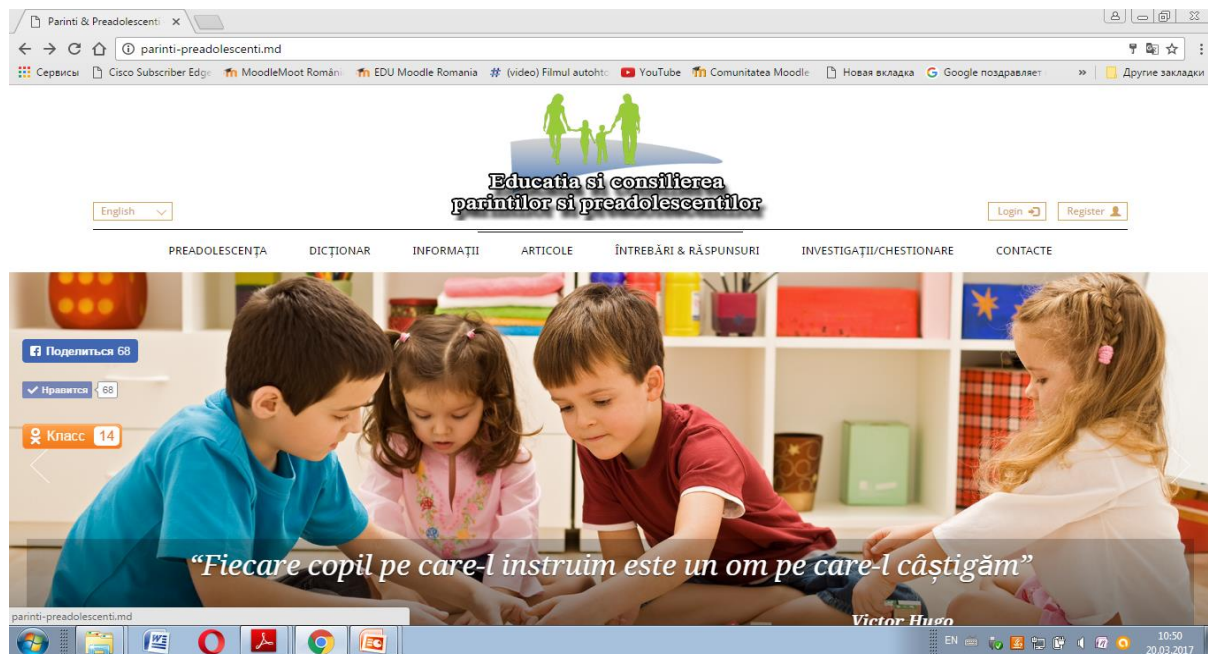 Parinti & Preadolescenti
parinti-preadolescenti.md
Сервисы Cisco Subscriber Edge MoodleMoot Români EDU Moodle Romania (video) Filmul autohto YouTube Comunitatea Moodle Новая вкладка Google поздравляет » Другие закладки
Educatia si consilierea
parintilor si preadolescentilor
English Login Register
PREADOLESCENȚA DICȚIONAR INFORMAȚII ARTICOLE ÎNTREBĂRI & RĂSPUNSURI INVESTIGAȚII/CHESTIONARE CONTACTE
Поделиться 68
Нравится 68
Класс 14
“Fiecare copil pe care-l instruim este un om pe care-l câștigăm”
Victor Hugo
parinti-preadolescenti.md
EN 10:50
20.03.2017